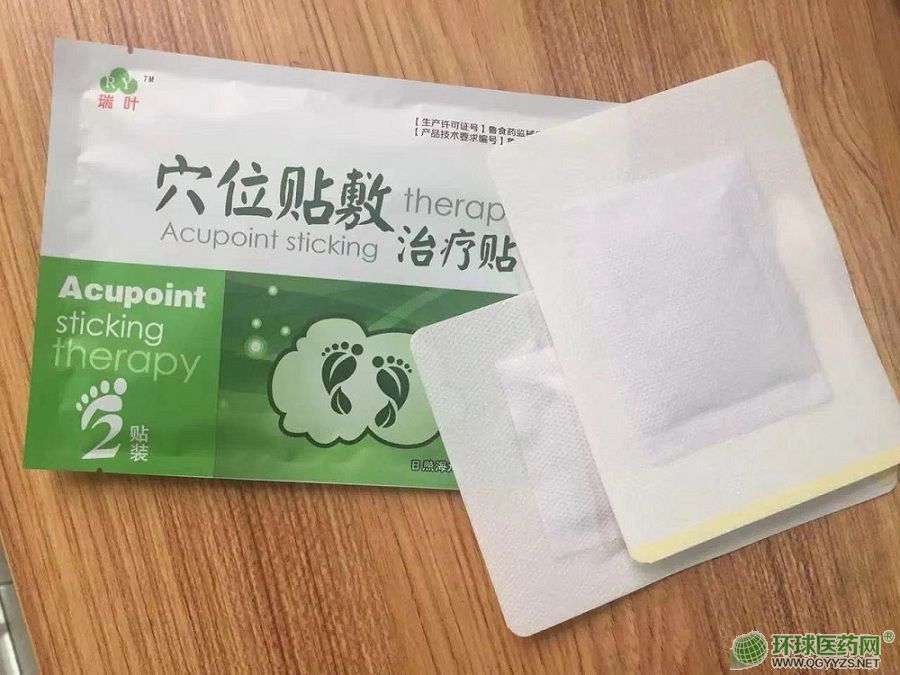 RY TM
瑞叶
【生产许可证号】鲁食药监械
【产品技术要求编号】
穴位贴敷 therap
Acupoint sticking 治疗贴
Acupoint
sticking
therapy
2
贴装
日照海
环球医药网®
WWW.QGYYZS.NET